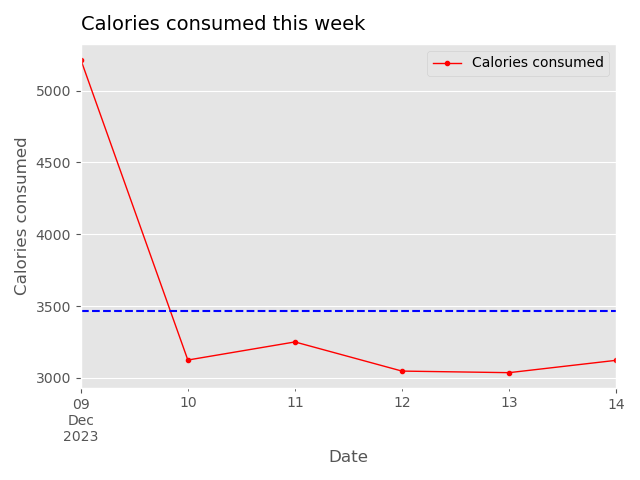 Calories consumed this week
Calories consumed
5000
4500
4000
3500
3000
Calories consumed
09
Dec
2023
10
11
12
13
14
Date